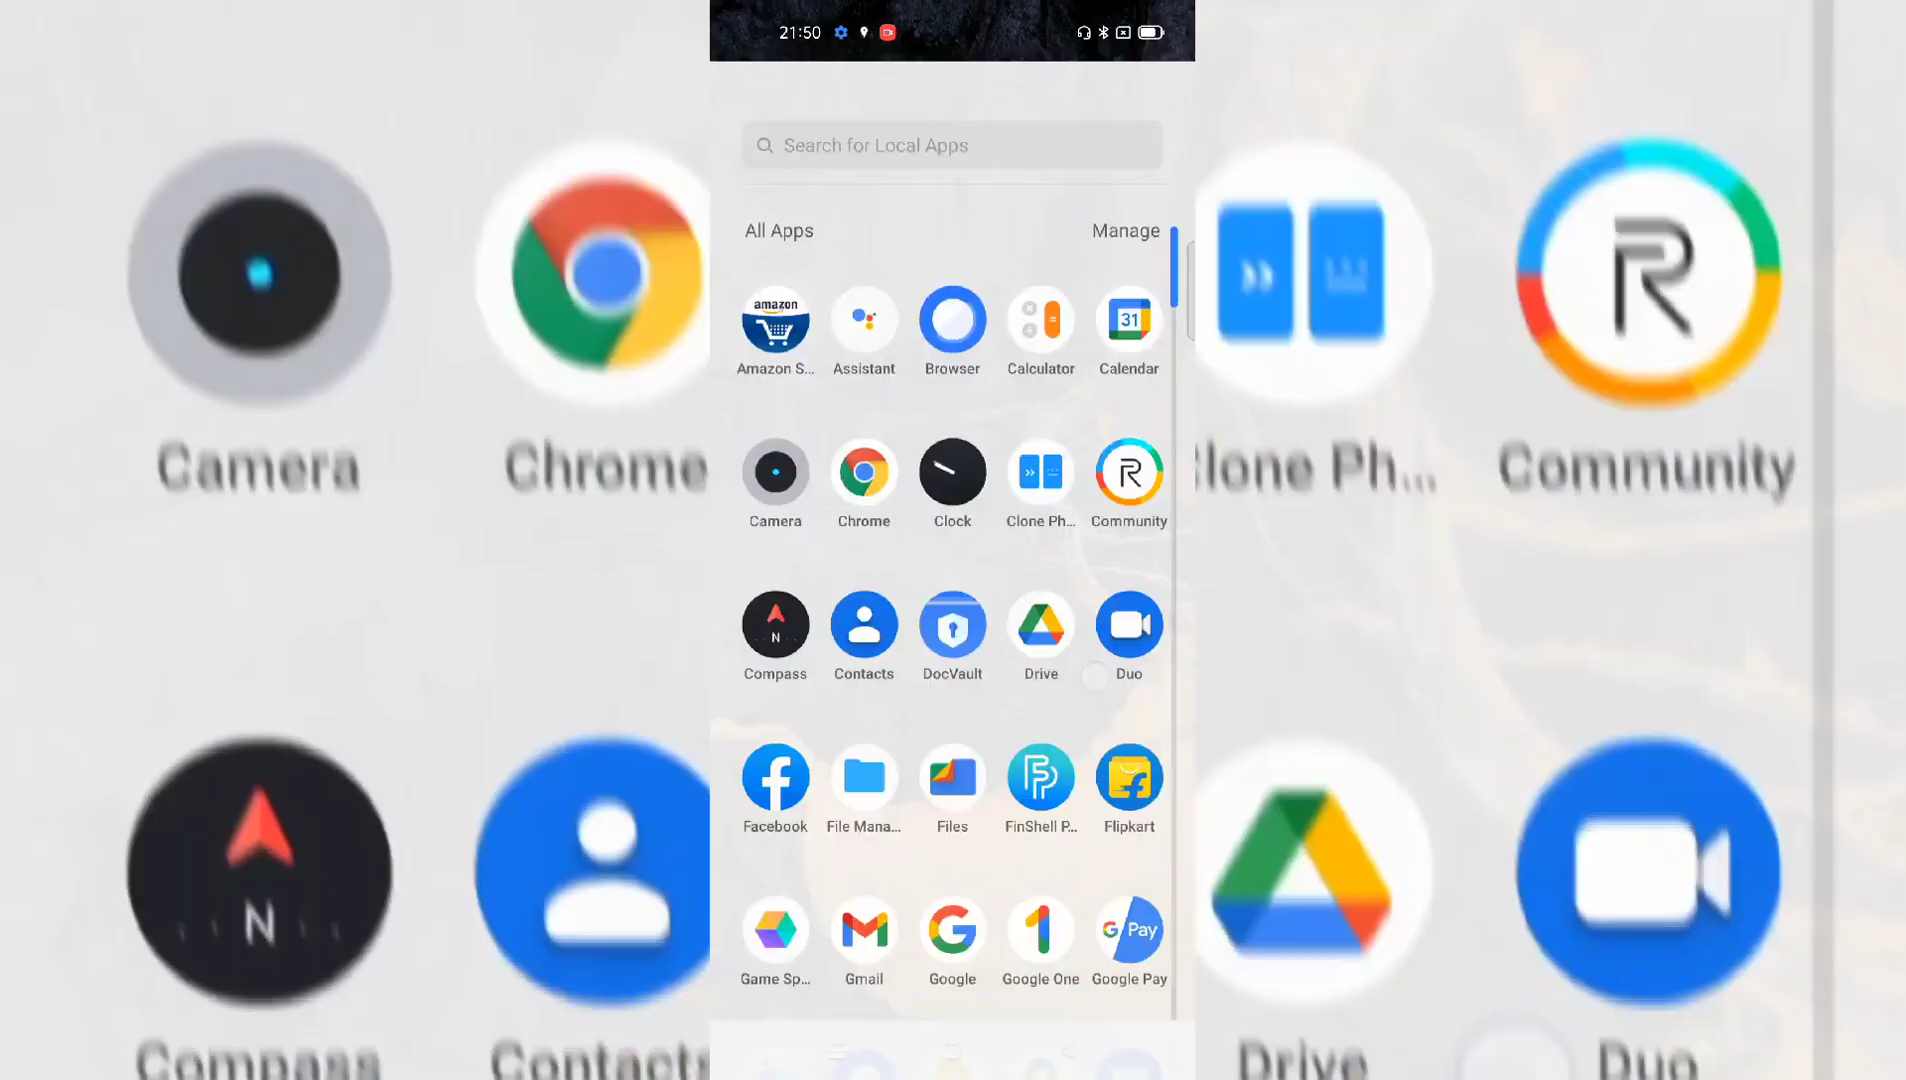 21:50
Search for Local Apps
All Apps
Manage
amazon
31
Amazon S...
Assistant
Browser
Calculator
Calendar
Camera
Chrome
Clock
Clone Ph...
Community
N
Compass
Contacts
DocVault
Drive
Duo
Facebook
File Mana...
Files
FinShell P...
Flipkart
G Pay
Game Sp...
Gmail
Google
Google One
Google Pay
Camera
Chrome
Clone Ph...
Community
N
Compass
Contacts
Drive
Duo